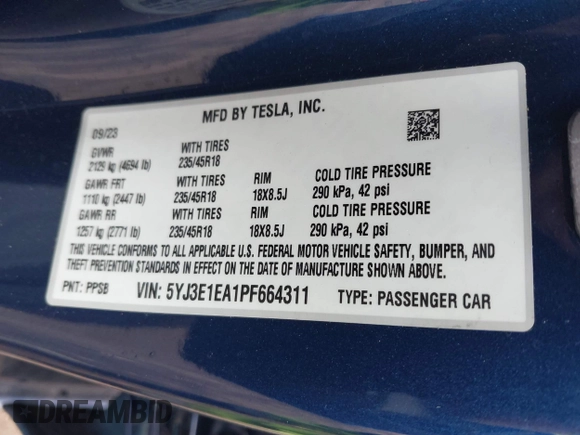 MFD BY TESLA, INC.
09/23
GVWR WITH TIRES
2129 kg (4694 lb) 235/45R18
GAWR FRT WITH TIRES RIM COLD TIRE PRESSURE
1110 kg (2447 lb) 235/45R18 18X8.5J 290 kPa, 42 psi
GAWR RR WITH TIRES RIM COLD TIRE PRESSURE
1257 kg (2771 lb) 235/45R18 18X8.5J 290 kPa, 42 psi
THIS VEHICLE CONFORMS TO ALL APPLICABLE U.S. FEDERAL MOTOR VEHICLE SAFETY, BUMPER, AND
THEFT PREVENTION STANDARDS IN EFFECT ON THE DATE OF MANUFACTURE SHOWN ABOVE.
PNT: PPSB VIN: 5YJ3E1EA1PF664311 TYPE: PASSENGER CAR
DREAMBID